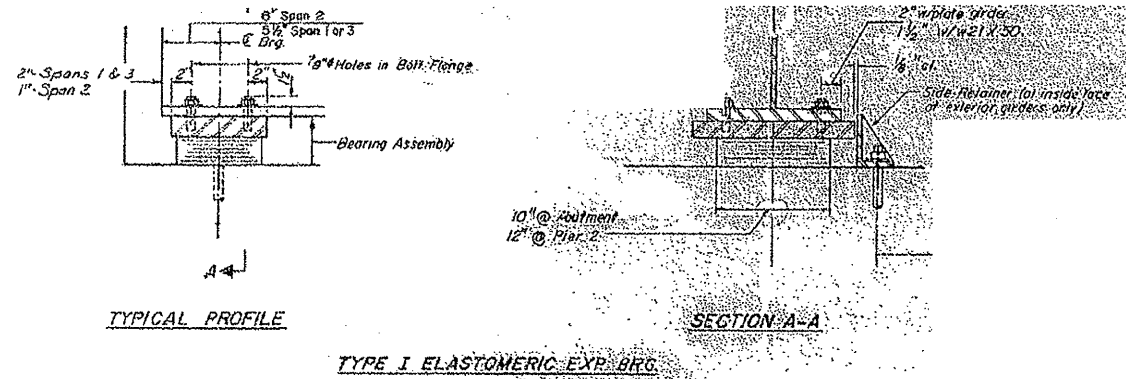 6" Span 2
5½" Span 1 or 3
℄ Brg.
2"- Spans 1 & 3
1"- Span 2
2"
2"
⅞"ϕ Holes in Bott. Flange
Bearing Assembly
A
TYPICAL PROFILE
2" w/plate girder
1½" w/w21 x 50
⅛" cl.
Side Retainer (at inside face
of exterior girders only)
10" @ Abutment
12" @ Pier 2
SECTION A-A
TYPE I ELASTOMERIC EXP. BRG.